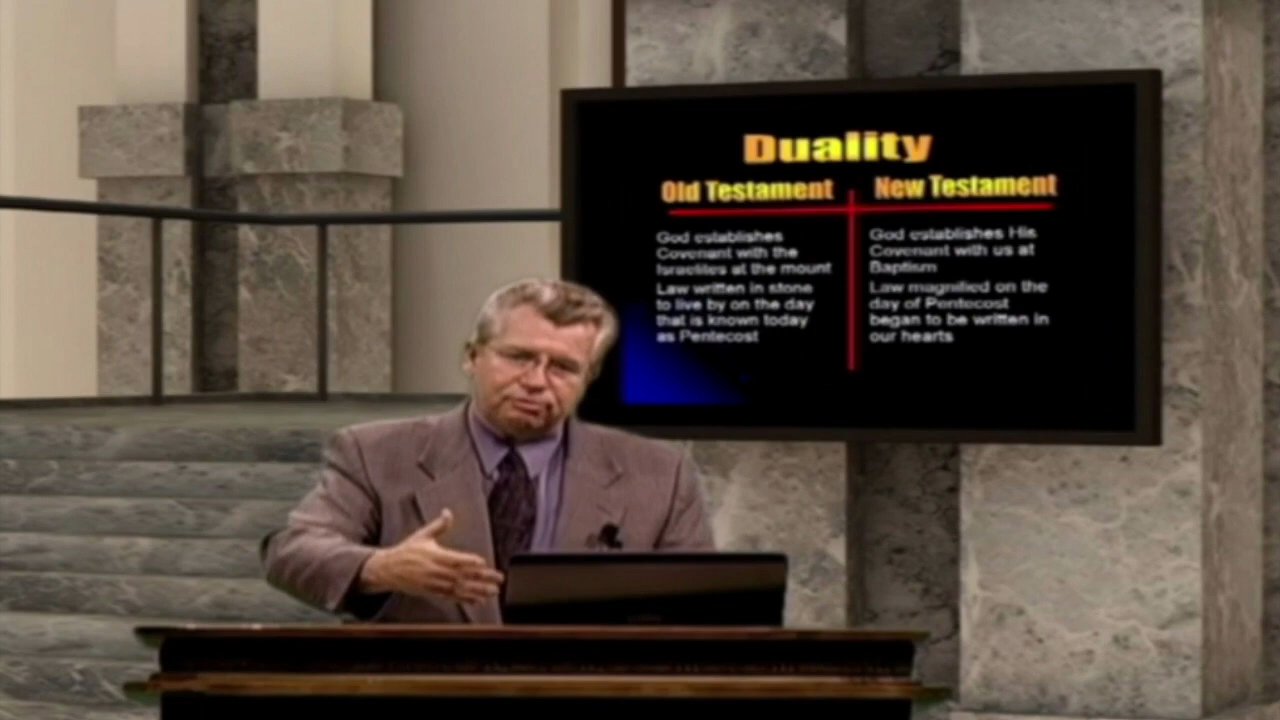 Duality
Old Testament
New Testament
God establishes
Covenant with the
Israelites at the mount
Law written in stone
to live by on the day
that is known today
as Pentecost
God establishes His
Covenant with us at
Baptism
Law magnified on the
day of Pentecost
began to be written in
our hearts